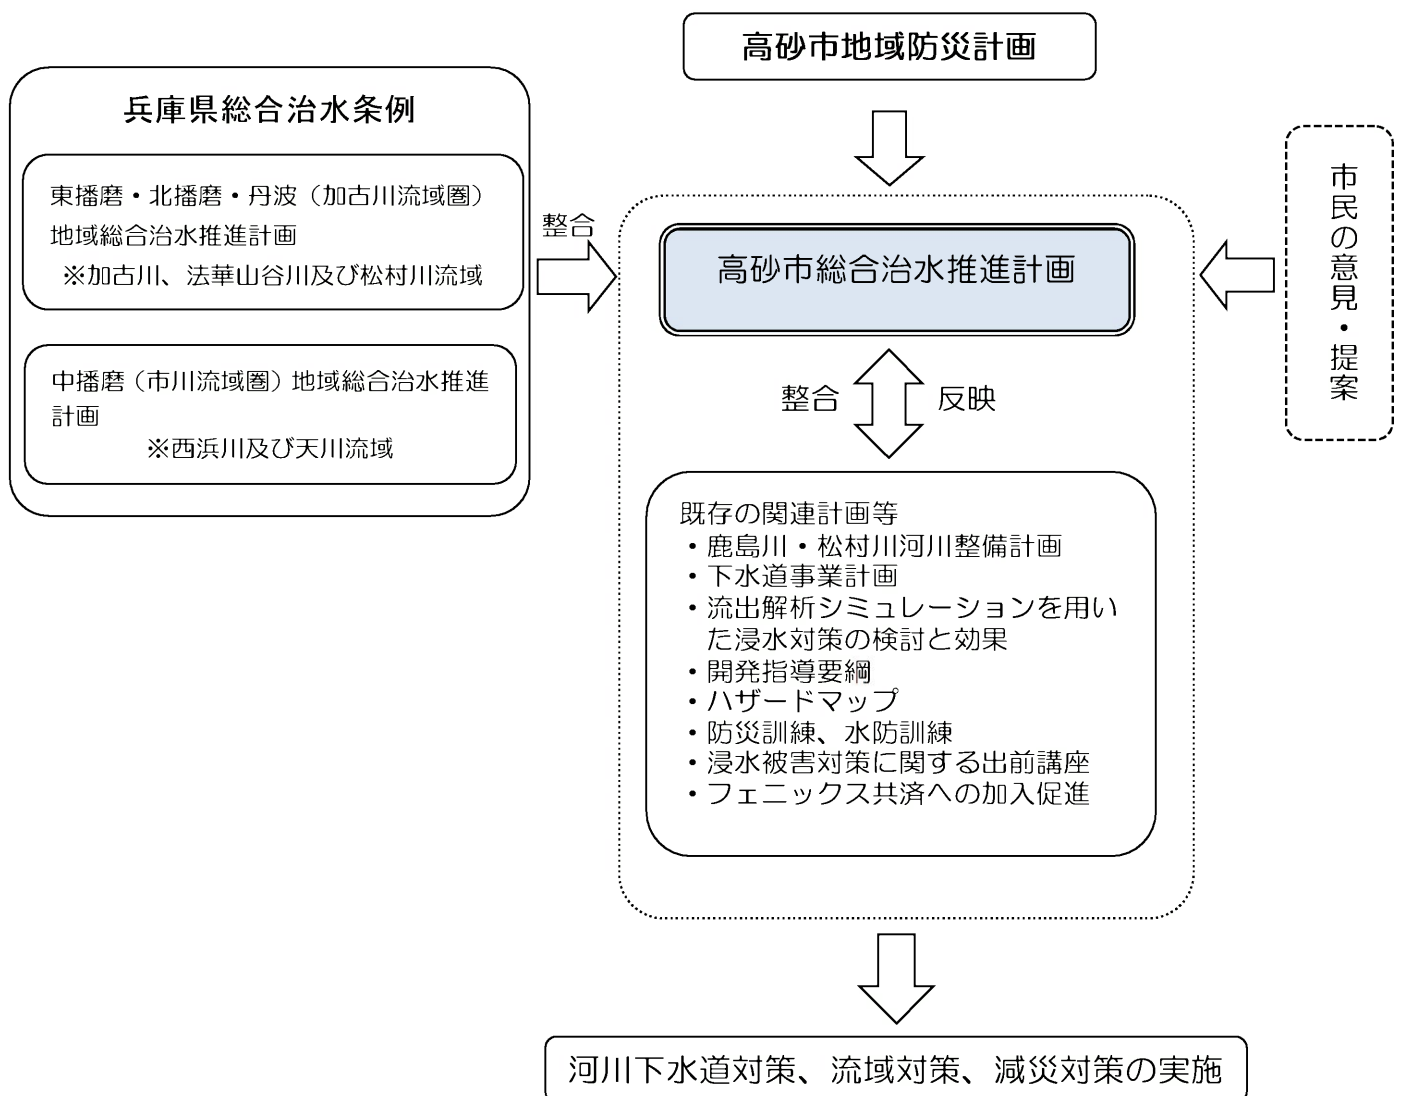 高砂市地域防災計画
兵庫県総合治水条例
東播磨・北播磨・丹波（加古川流域圏）
地域総合治水推進計画
※加古川、法華山谷川及び松村川流域
中播磨（市川流域圏）地域総合治水推進
計画
※西浜川及び天川流域
整合
高砂市総合治水推進計画
市民の意見・提案
整合
反映
既存の関連計画等
・鹿島川・松村川河川整備計画
・下水道事業計画
・流出解析シミュレーションを用い
た浸水対策の検討と効果
・開発指導要綱
・ハザードマップ
・防災訓練、水防訓練
・浸水被害対策に関する出前講座
・フェニックス共済への加入促進
河川下水道対策、流域対策、減災対策の実施